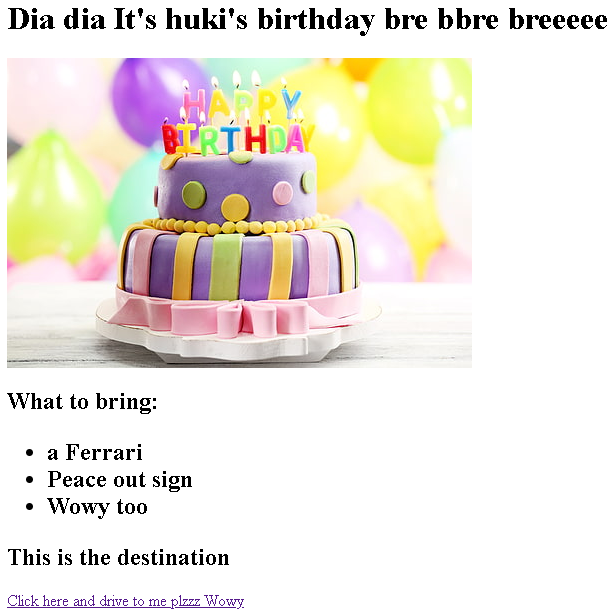 Dia dia It's huki's birthday bre bbre breeeee
HAPPY
BIRTHDAY
What to bring:
a Ferrari
Peace out sign
Wowy too
This is the destination
Click here and drive to me plzzz Wowy